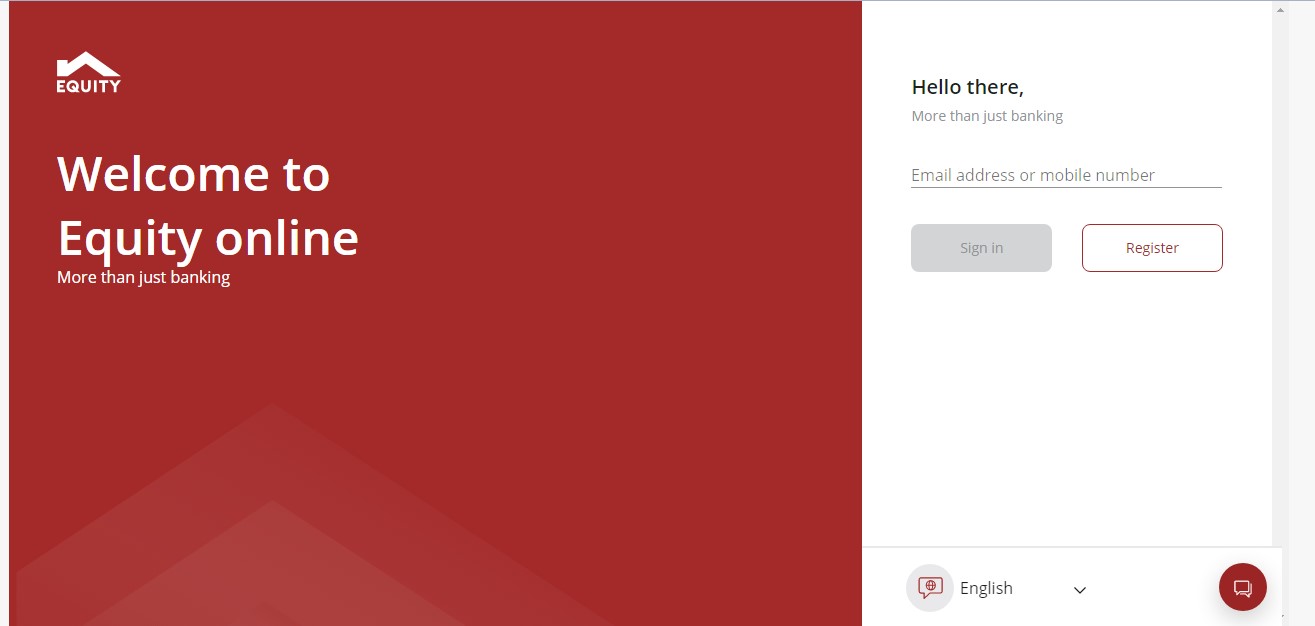 EQUITY
Welcome to
Equity online
More than just banking
Hello there,
More than just banking
Email address or mobile number
Sign in
Register
English